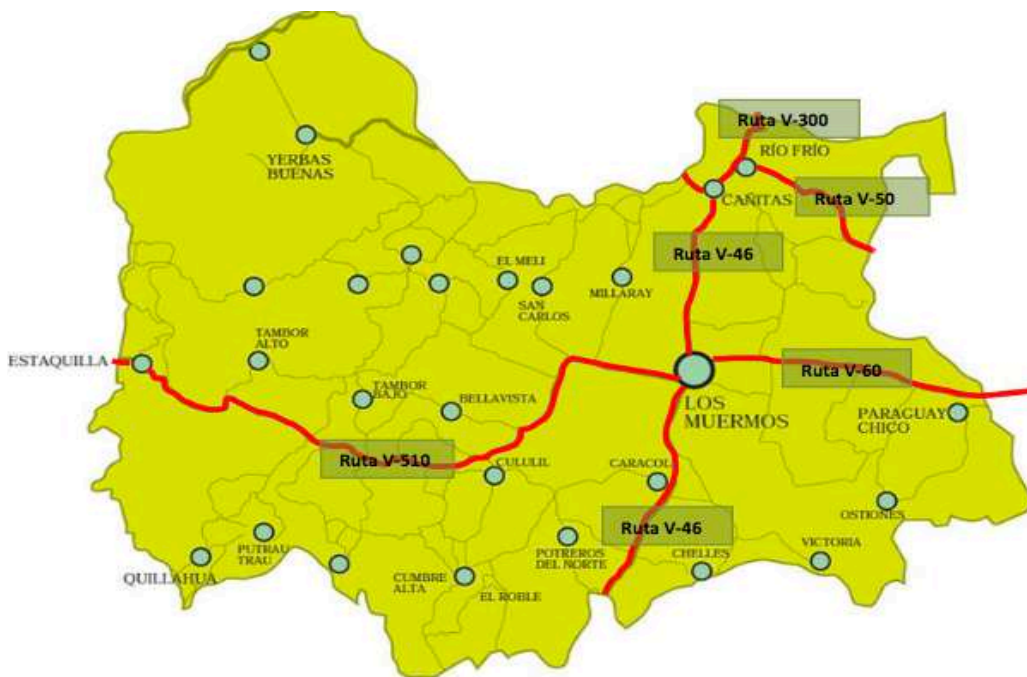 Ruta V-300
RÍO FRÍO
YERBAS
BUENAS
CAÑITAS
Ruta V-50
Ruta V-46
EL MELI
SAN
CARLOS
MILLARAY
ESTAQUILLA
TAMBOR
ALTO
Ruta V-60
TAMBOR
BAJO
BELLAVISTA
LOS
MUERMOS
PARAGUAY
CHICO
Ruta V-510
CULULIL
CARACOL
OSTIONES
Ruta V-46
PUTRAU
TRAU
QUILLAHUA
POTREROS
DEL NORTE
CHELLES
VICTORIA
CUMBRE
ALTA
EL ROBLE